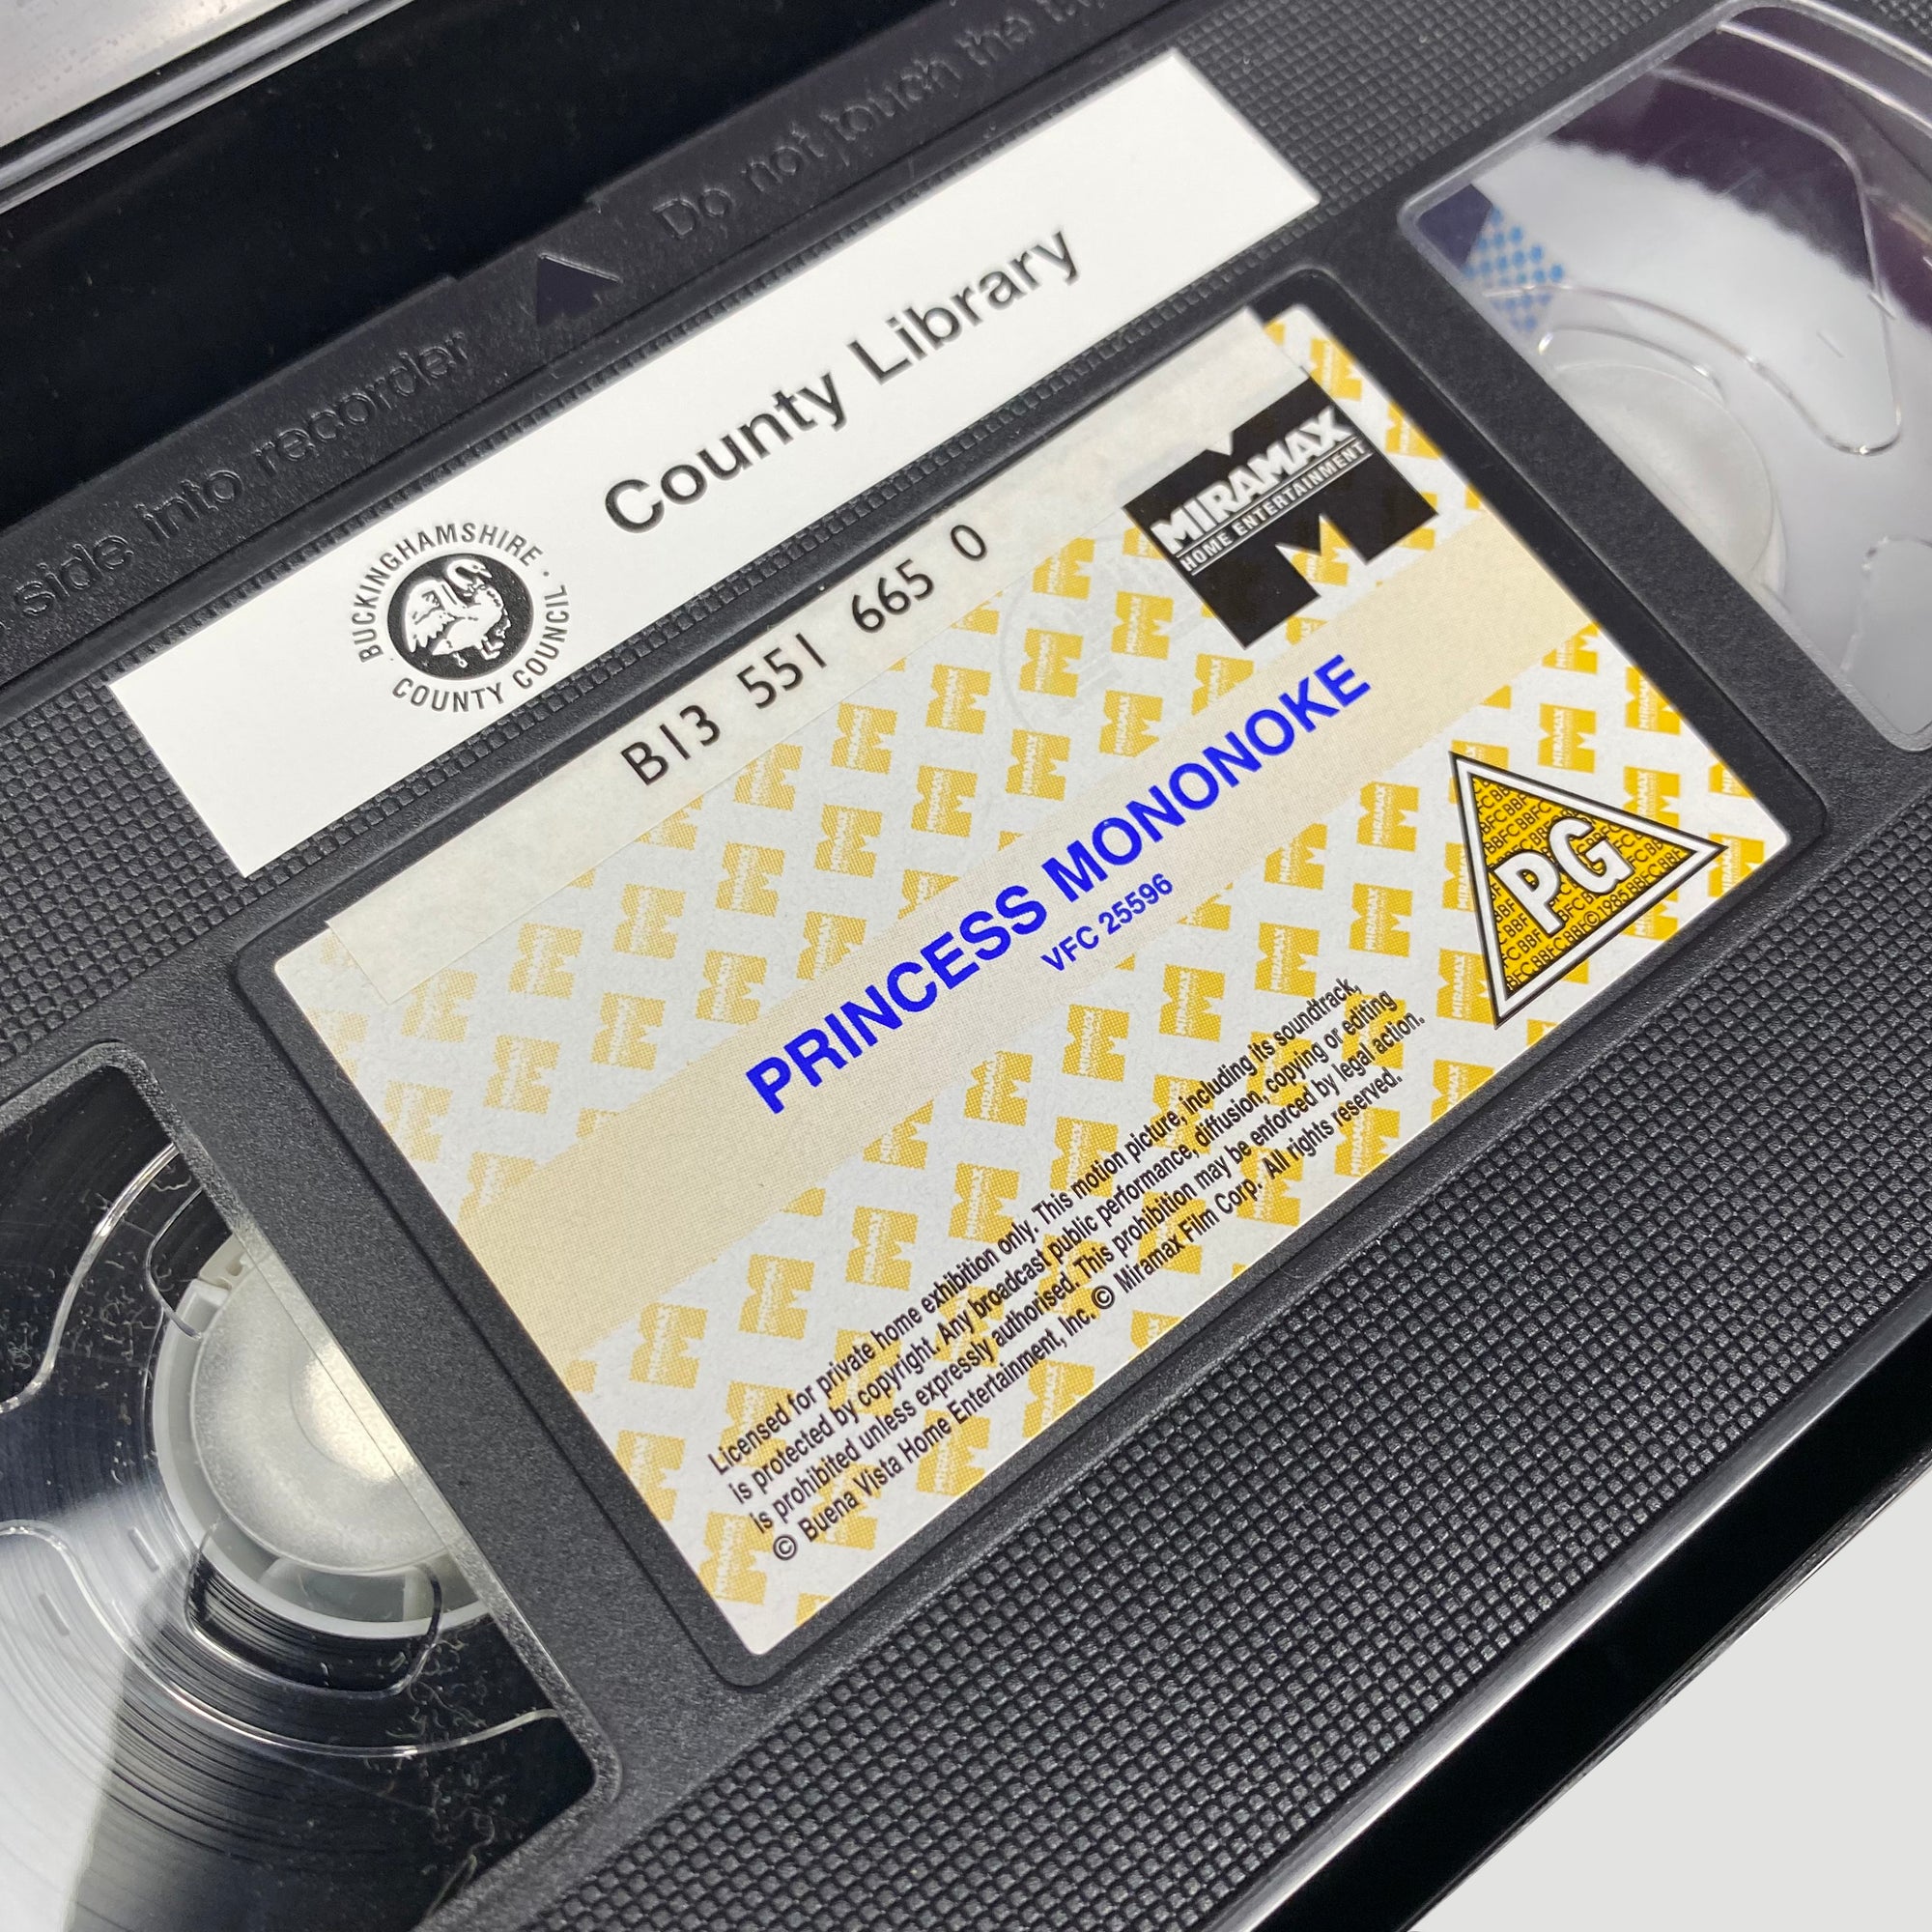 side into recorder
Do not touch the
County Library
BUCKINGHAMSHIRE · COUNTY COUNCIL
B13 551 665 0
MIRAMAX
HOME ENTERTAINMENT
PRINCESS MONONOKE
VFC 25596
PG
BBFC©1985
Licensed for private home exhibition only. This motion picture, including its soundtrack,
is protected by copyright. Any broadcast public performance, diffusion, copying or editing
is prohibited unless expressly authorised. This prohibition may be enforced by legal action.
© Buena Vista Home Entertainment, Inc. © Miramax Film Corp. All rights reserved.